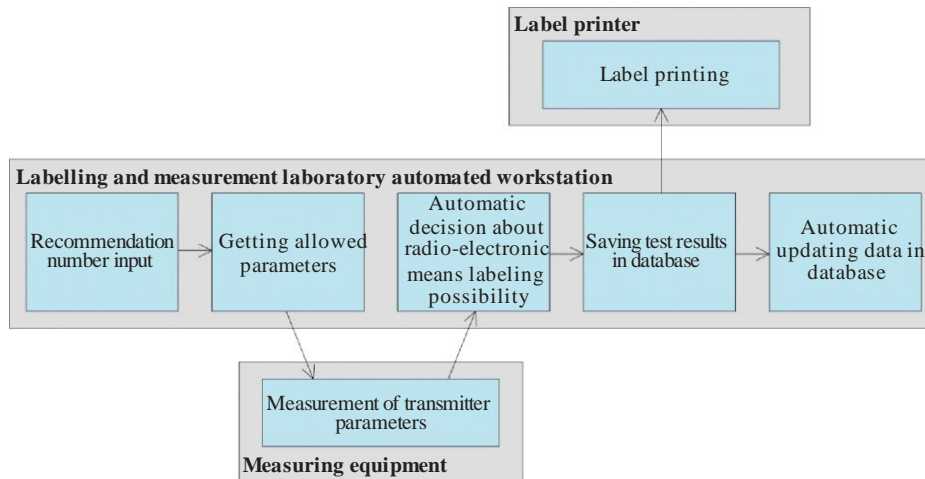 Label printer
Label printing
Labelling and measurement laboratory automated workstation
Recommendation
number input
Getting allowed
parameters
Automatic
decision about
radio-electronic
means labeling
possibility
Saving test results
in database
Automatic
updating data in
database
Measurement of transmitter
parameters
Measuring equipment